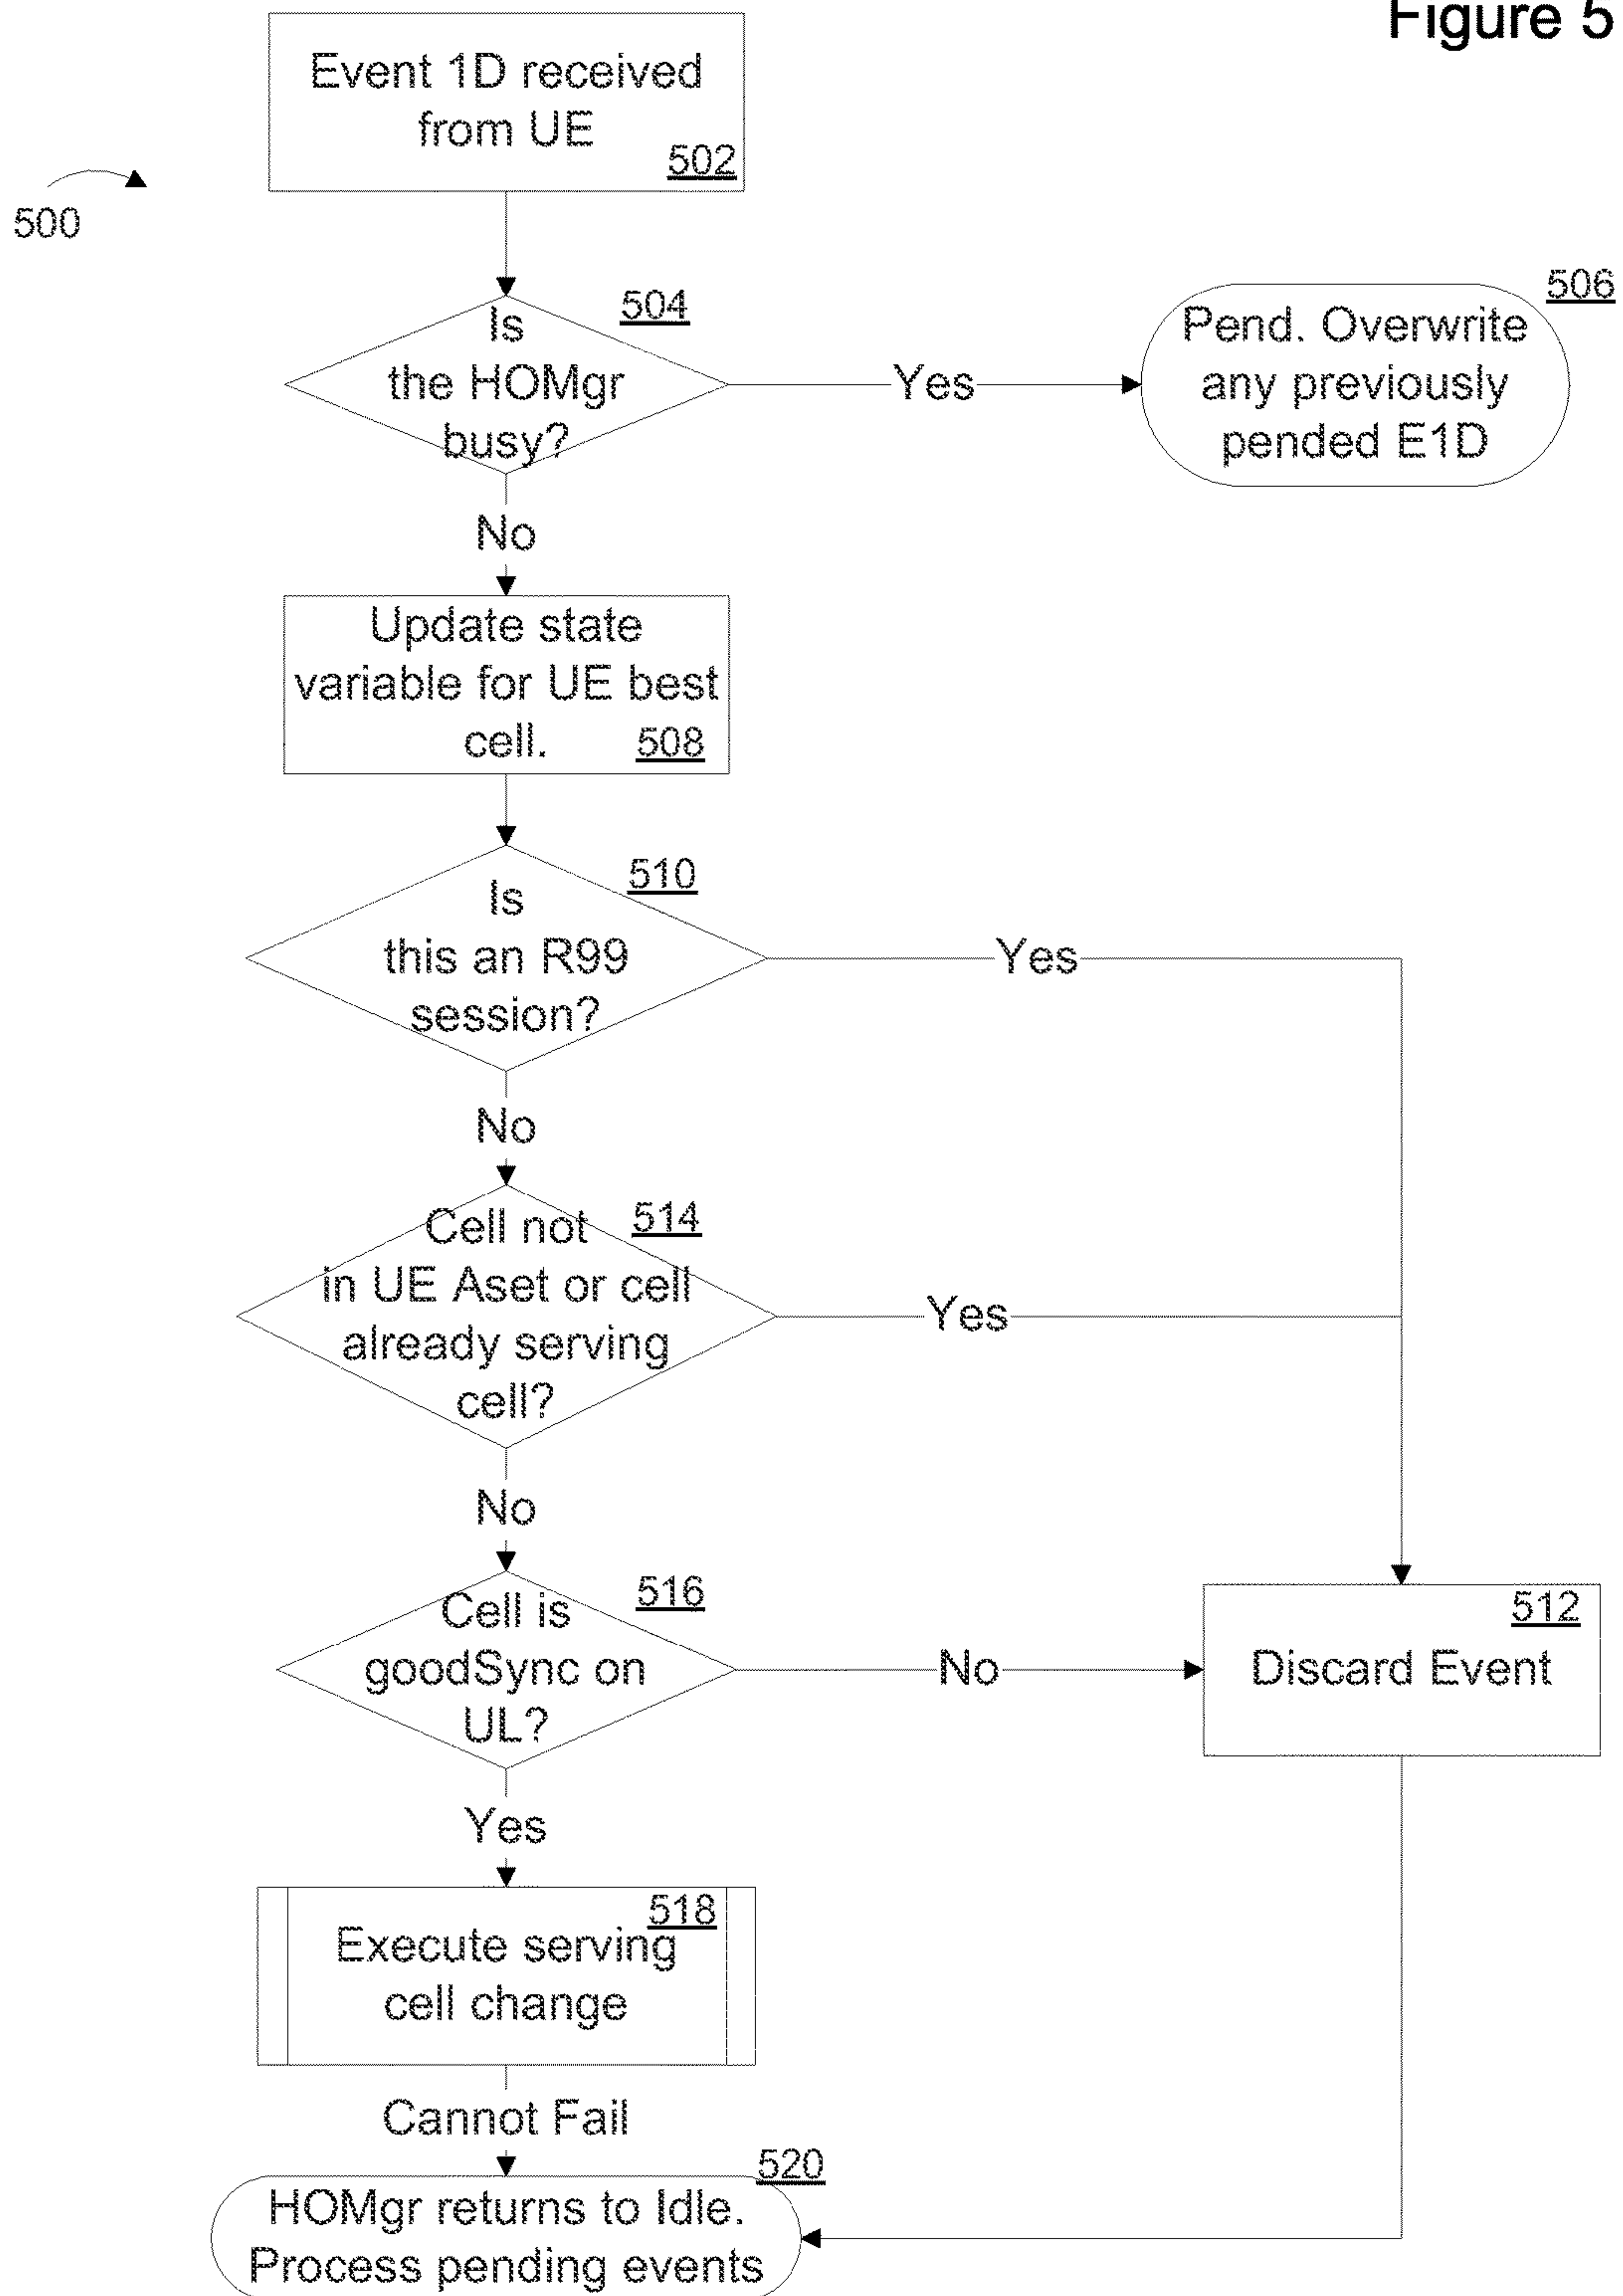 Figure 5
Event 1D received
from UE
502
500
Is
the HOMgr
busy?
504
Yes
506
Pend. Overwrite
any previously
pended E1D
No
Update state
variable for UE best
cell.
508
Is
this an R99
session?
510
Yes
No
Cell not
in UE Aset or cell
already serving
cell?
514
Yes
No
Cell is
goodSync on
UL?
516
No
512
Discard Event
Yes
518
Execute serving
cell change
Cannot Fail
520
HOMgr returns to Idle.
Process pending events